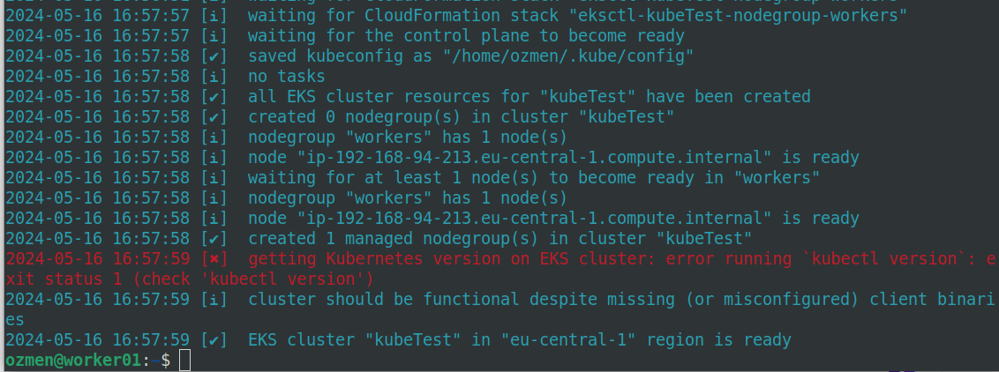 2024-05-16 16:57:57 [ℹ]  waiting for CloudFormation stack "eksctl-kubeTest-nodegroup-workers"
2024-05-16 16:57:57 [ℹ]  waiting for the control plane to become ready
2024-05-16 16:57:58 [✔]  saved kubeconfig as "/home/ozmen/.kube/config"
2024-05-16 16:57:58 [ℹ]  no tasks
2024-05-16 16:57:58 [✔]  all EKS cluster resources for "kubeTest" have been created
2024-05-16 16:57:58 [✔]  created 0 nodegroup(s) in cluster "kubeTest"
2024-05-16 16:57:58 [ℹ]  nodegroup "workers" has 1 node(s)
2024-05-16 16:57:58 [ℹ]  node "ip-192-168-94-213.eu-central-1.compute.internal" is ready
2024-05-16 16:57:58 [ℹ]  waiting for at least 1 node(s) to become ready in "workers"
2024-05-16 16:57:58 [ℹ]  nodegroup "workers" has 1 node(s)
2024-05-16 16:57:58 [ℹ]  node "ip-192-168-94-213.eu-central-1.compute.internal" is ready
2024-05-16 16:57:58 [✔]  created 1 managed nodegroup(s) in cluster "kubeTest"
2024-05-16 16:57:59 [✖]  getting Kubernetes version on EKS cluster: error running `kubectl version`: e
xit status 1 (check 'kubectl version')
2024-05-16 16:57:59 [ℹ]  cluster should be functional despite missing (or misconfigured) client binari
es
2024-05-16 16:57:59 [✔]  EKS cluster "kubeTest" in "eu-central-1" region is ready
ozmen@worker01:~$